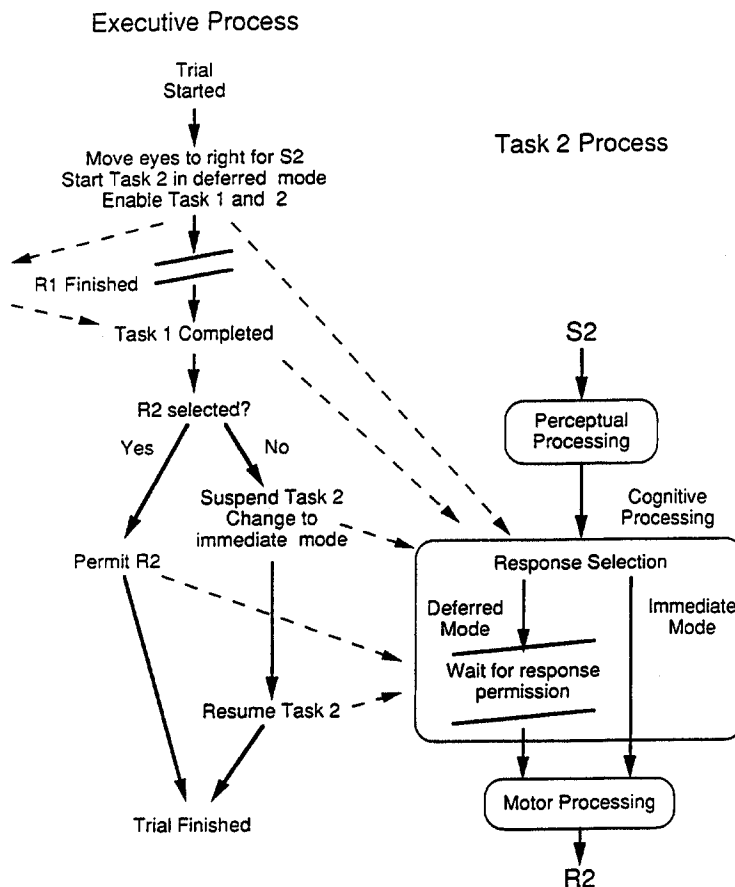 Executive Process
Trial
Started
Move eyes to right for S2
Start Task 2 in deferred mode
Enable Task 1 and 2
R1 Finished
Task 1 Completed
R2 selected?
Yes
No
Suspend Task 2
Change to
immediate mode
Permit R2
Resume Task 2
Trial Finished
Task 2 Process
S2
Perceptual
Processing
Cognitive
Processing
Response Selection
Deferred
Mode
Immediate
Mode
Wait for response
permission
Motor Processing
R2